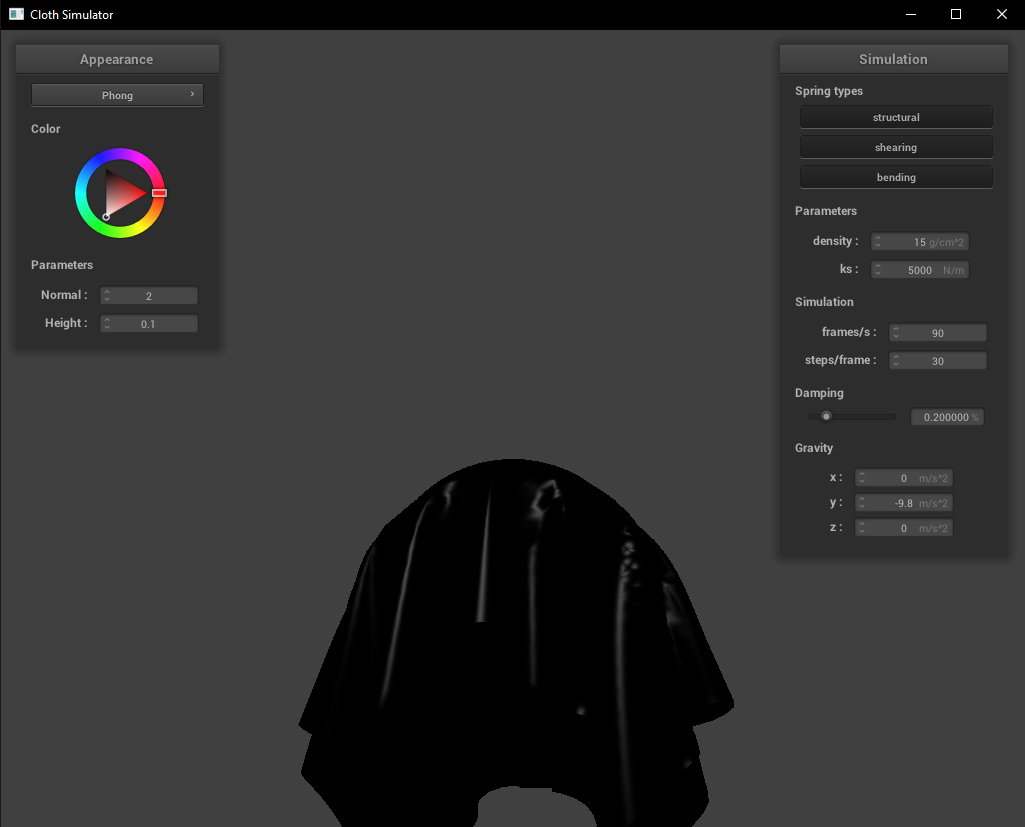 Cloth Simulator
Appearance
Phong
Color
Parameters
Normal : 2
Height : 0.1
Simulation
Spring types
structural
shearing
bending
Parameters
density : 15 g/cm^2
ks : 5000 N/m
Simulation
frames/s : 90
steps/frame : 30
Damping
0.200000 %
Gravity
x : 0 m/s^2
y : -9.8 m/s^2
z : 0 m/s^2